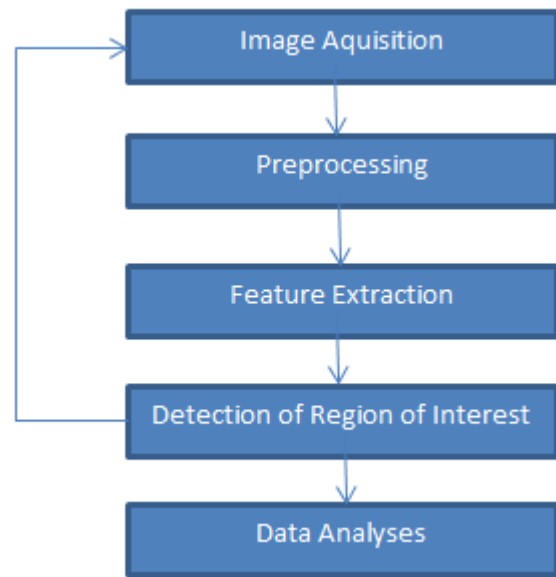 Image Aquisition
Preprocessing
Feature Extraction
Detection of Region of Interest
Data Analyses